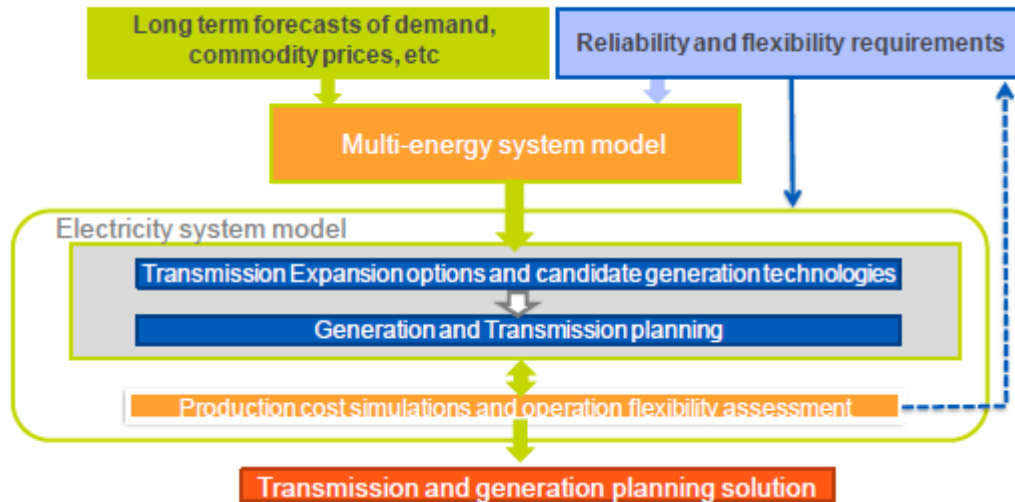 Long term forecasts of demand,
commodity prices, etc
Reliability and flexibility requirements
Multi-energy system model
Electricity system model
Transmission Expansion options and candidate generation technologies
Generation and Transmission planning
Production cost simulations and operation flexibility assessment
Transmission and generation planning solution